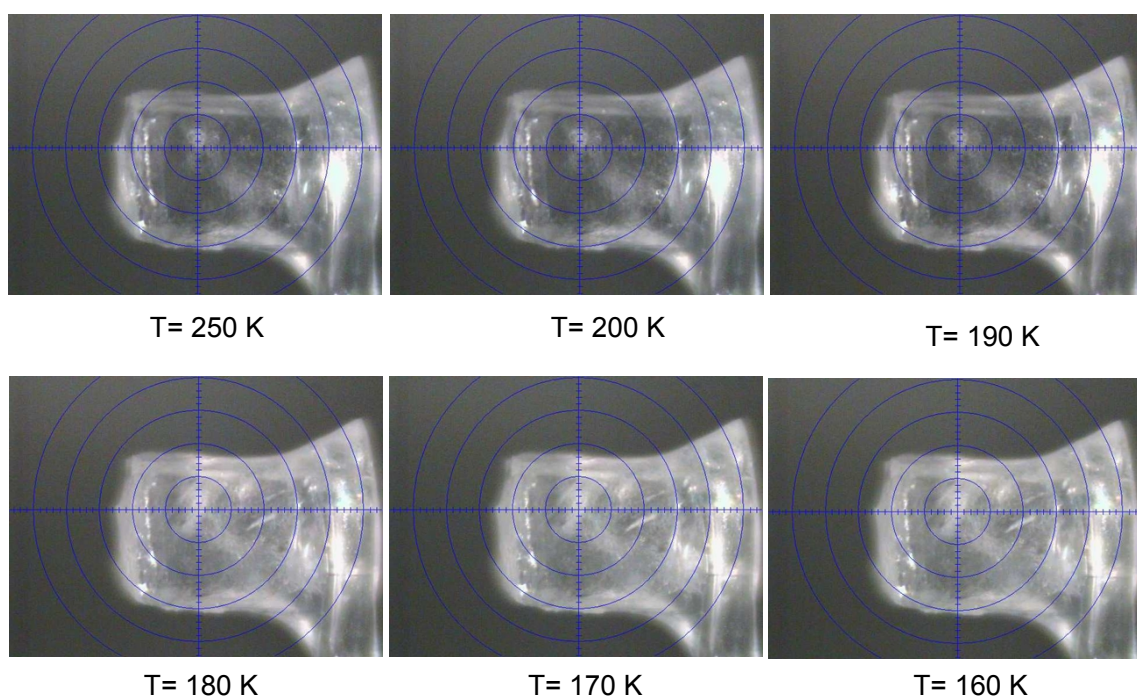 T= 250 K
T= 200 K
T= 190 K
T= 180 K
T= 170 K
T= 160 K